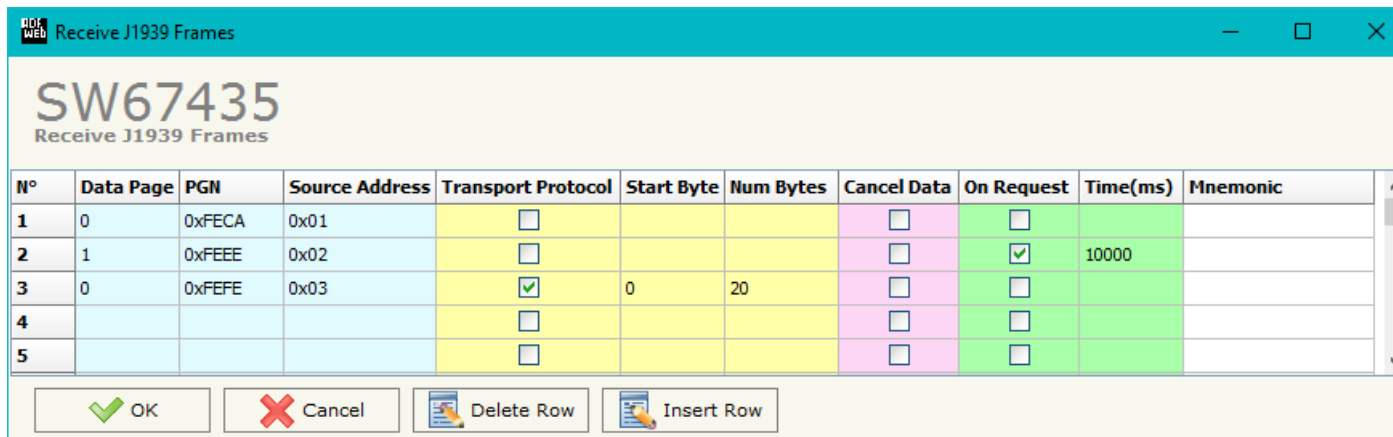 ADF
WEB
Receive J1939 Frames
SW67435
Receive J1939 Frames
N° Data Page PGN Source Address Transport Protocol Start Byte Num Bytes Cancel Data On Request Time(ms) Mnemonic
1 0 0xFECA 0x01
2 1 0xFEEE 0x02 10000
3 0 0xFEFE 0x03 0 20
4
5
OK Cancel Delete Row Insert Row